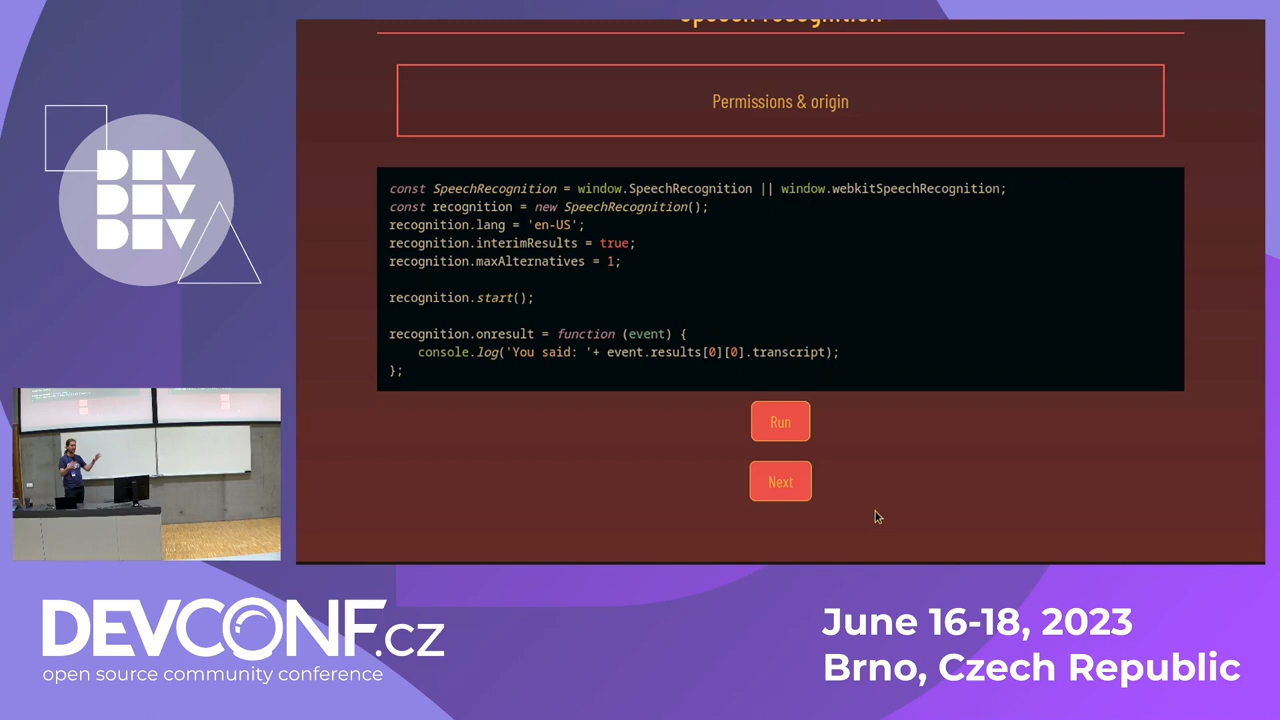 Speech recognition
Permissions & origin
const SpeechRecognition = window.SpeechRecognition || window.webkitSpeechRecognition;
const recognition = new SpeechRecognition();
recognition.lang = 'en-US';
recognition.interimResults = true;
recognition.maxAlternatives = 1;
recognition.start();
recognition.onresult = function (event) {
console.log('You said: '+ event.results[0][0].transcript);
};
Run
Next
DEV
DEV
DEV
DEVCONF.cz
open source community conference
June 16-18, 2023
Brno, Czech Republic